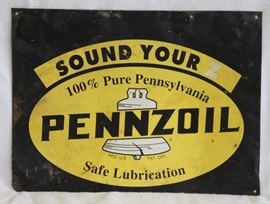 SOUND YOUR Z
100% Pure Pennsylvania
PENNZOIL
REG. U.S. PAT. OFF.
Safe Lubrication